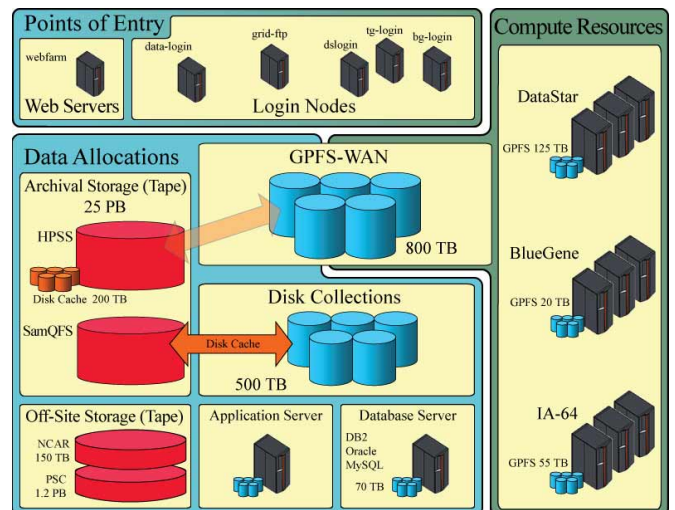 Points of Entry
webfarm
Web Servers
data-login
grid-ftp
dslogin
tg-login
bg-login
Login Nodes
Compute Resources
DataStar
GPFS 125 TB
BlueGene
GPFS 20 TB
IA-64
GPFS 55 TB
Data Allocations
Archival Storage (Tape)
25 PB
HPSS
Disk Cache 200 TB
SamQFS
GPFS-WAN
800 TB
Disk Collections
Disk Cache
500 TB
Off-Site Storage (Tape)
NCAR
150 TB
PSC
1.2 PB
Application Server
Database Server
DB2
Oracle
MySQL
70 TB